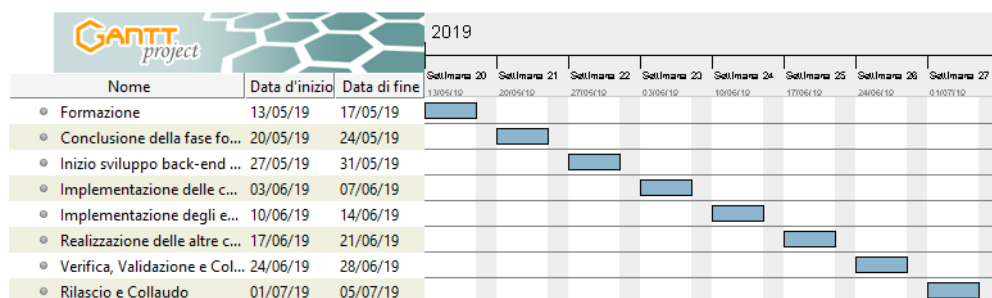 GANTT
project
2019
Settimana 20 Settimana 21 Settimana 22 Settimana 23 Settimana 24 Settimana 25 Settimana 26 Settimana 27
13/05/19 20/05/19 27/05/19 03/06/19 10/06/19 17/06/19 24/06/19 01/07/19
Nome Data d'inizio Data di fine
Formazione 13/05/19 17/05/19
Conclusione della fase fo... 20/05/19 24/05/19
Inizio sviluppo back-end ... 27/05/19 31/05/19
Implementazione delle c... 03/06/19 07/06/19
Implementazione degli e... 10/06/19 14/06/19
Realizzazione delle altre c... 17/06/19 21/06/19
Verifica, Validazione e Col... 24/06/19 28/06/19
Rilascio e Collaudo 01/07/19 05/07/19